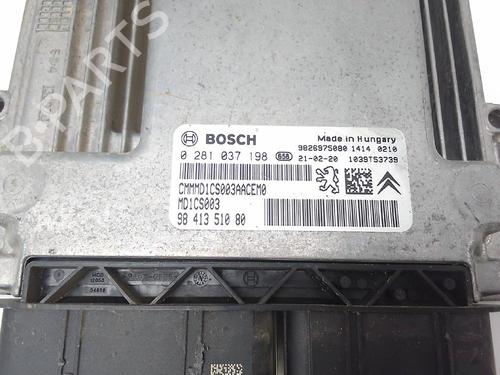 BOSCH
Made in Hungary
9826975080 1414 0210
0 281 037 198 658 21-02-20 1039T53739
CMMMD1CS003AACEM0
MD1CS003
98 413 510 80
B-PARTS